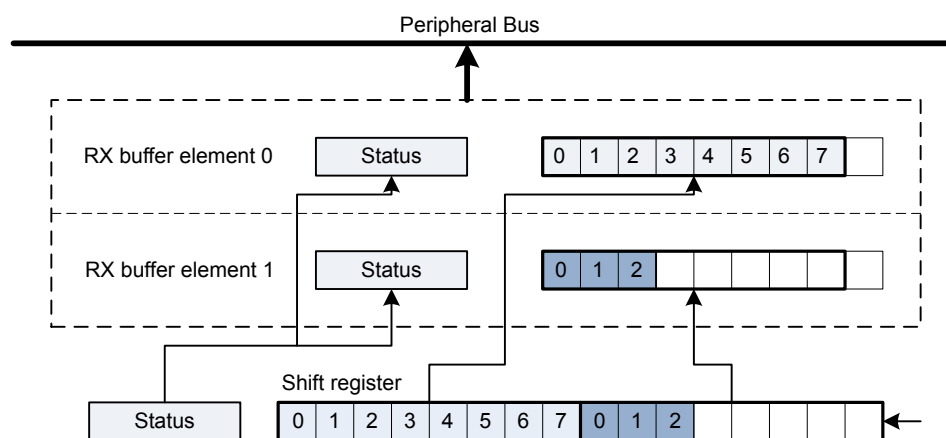 Peripheral Bus
RX buffer element 0 Status 0 1 2 3 4 5 6 7
RX buffer element 1 Status 0 1 2
Shift register
Status 0 1 2 3 4 5 6 7 0 1 2